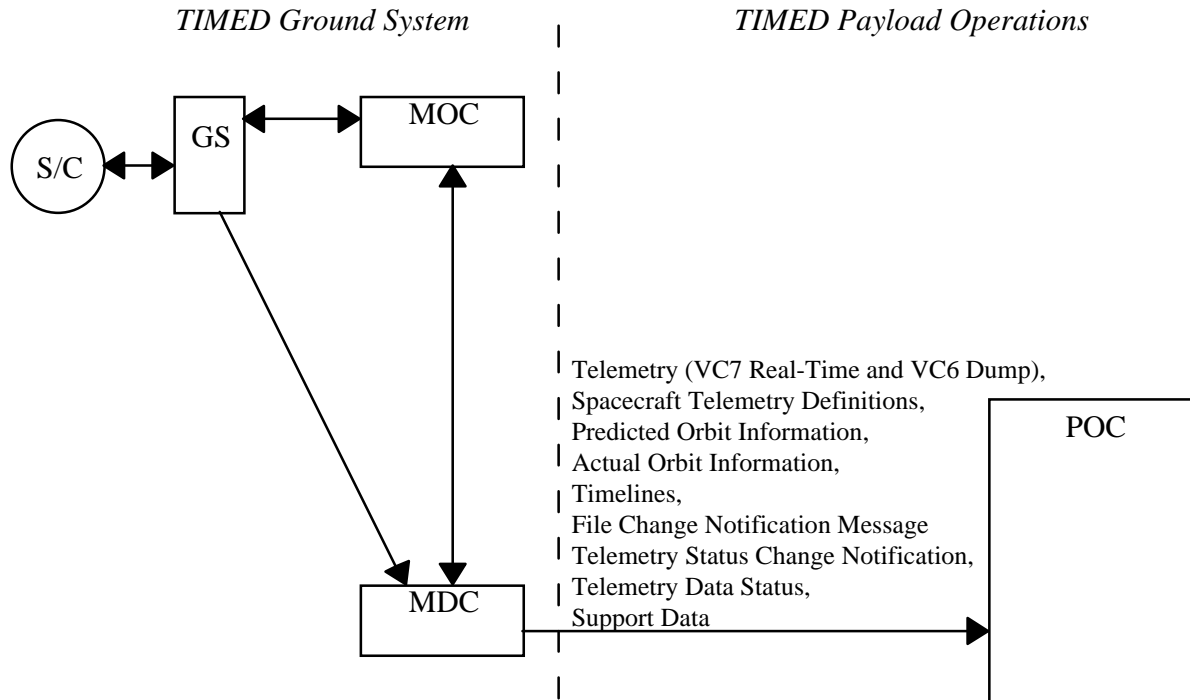 TIMED Ground System
TIMED Payload Operations
MOC
GS
S/C
Telemetry (VC7 Real-Time and VC6 Dump),
Spacecraft Telemetry Definitions,
Predicted Orbit Information,
POC
Actual Orbit Information,
Timelines,
File Change Notification Message
Telemetry Status Change Notification,
Telemetry Data Status,
MDC
Support Data